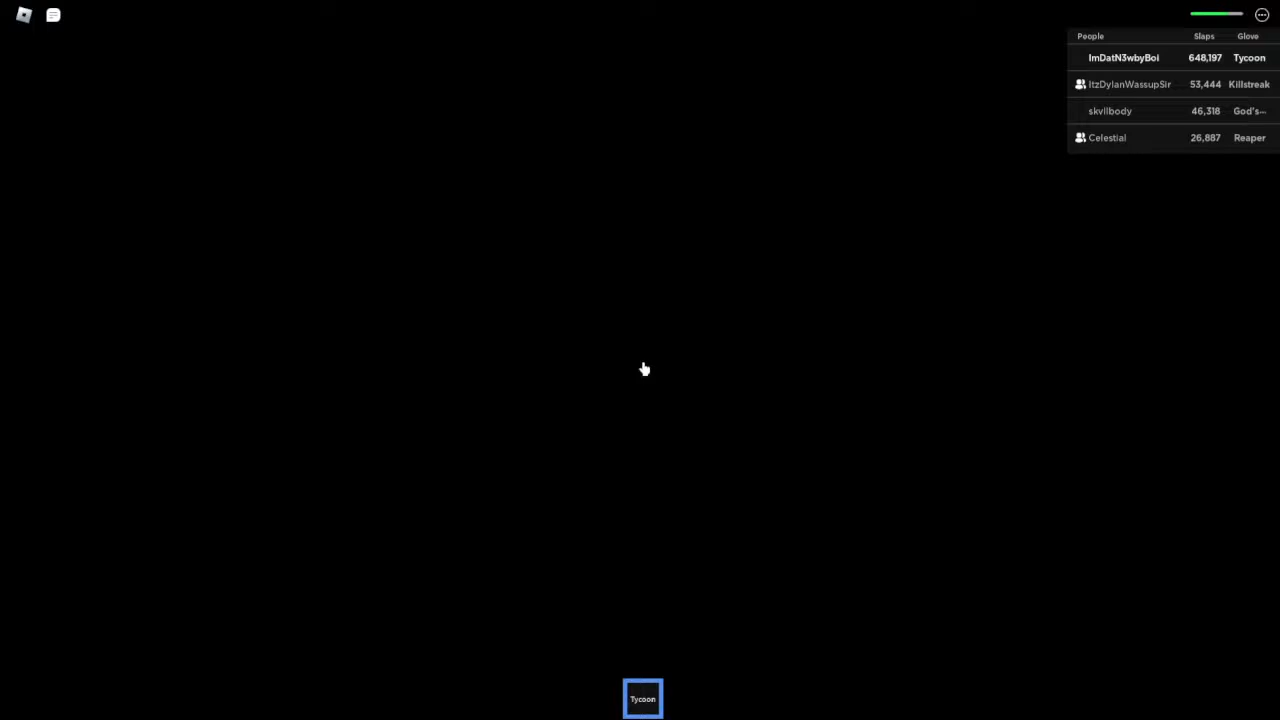 People Slaps Glove
ImDatN3wbyBoi 648,197 Tycoon
ItzDylanWassupSir 53,444 Killstreak
skvllbody 46,318 God's...
Celestial 26,887 Reaper
Tycoon